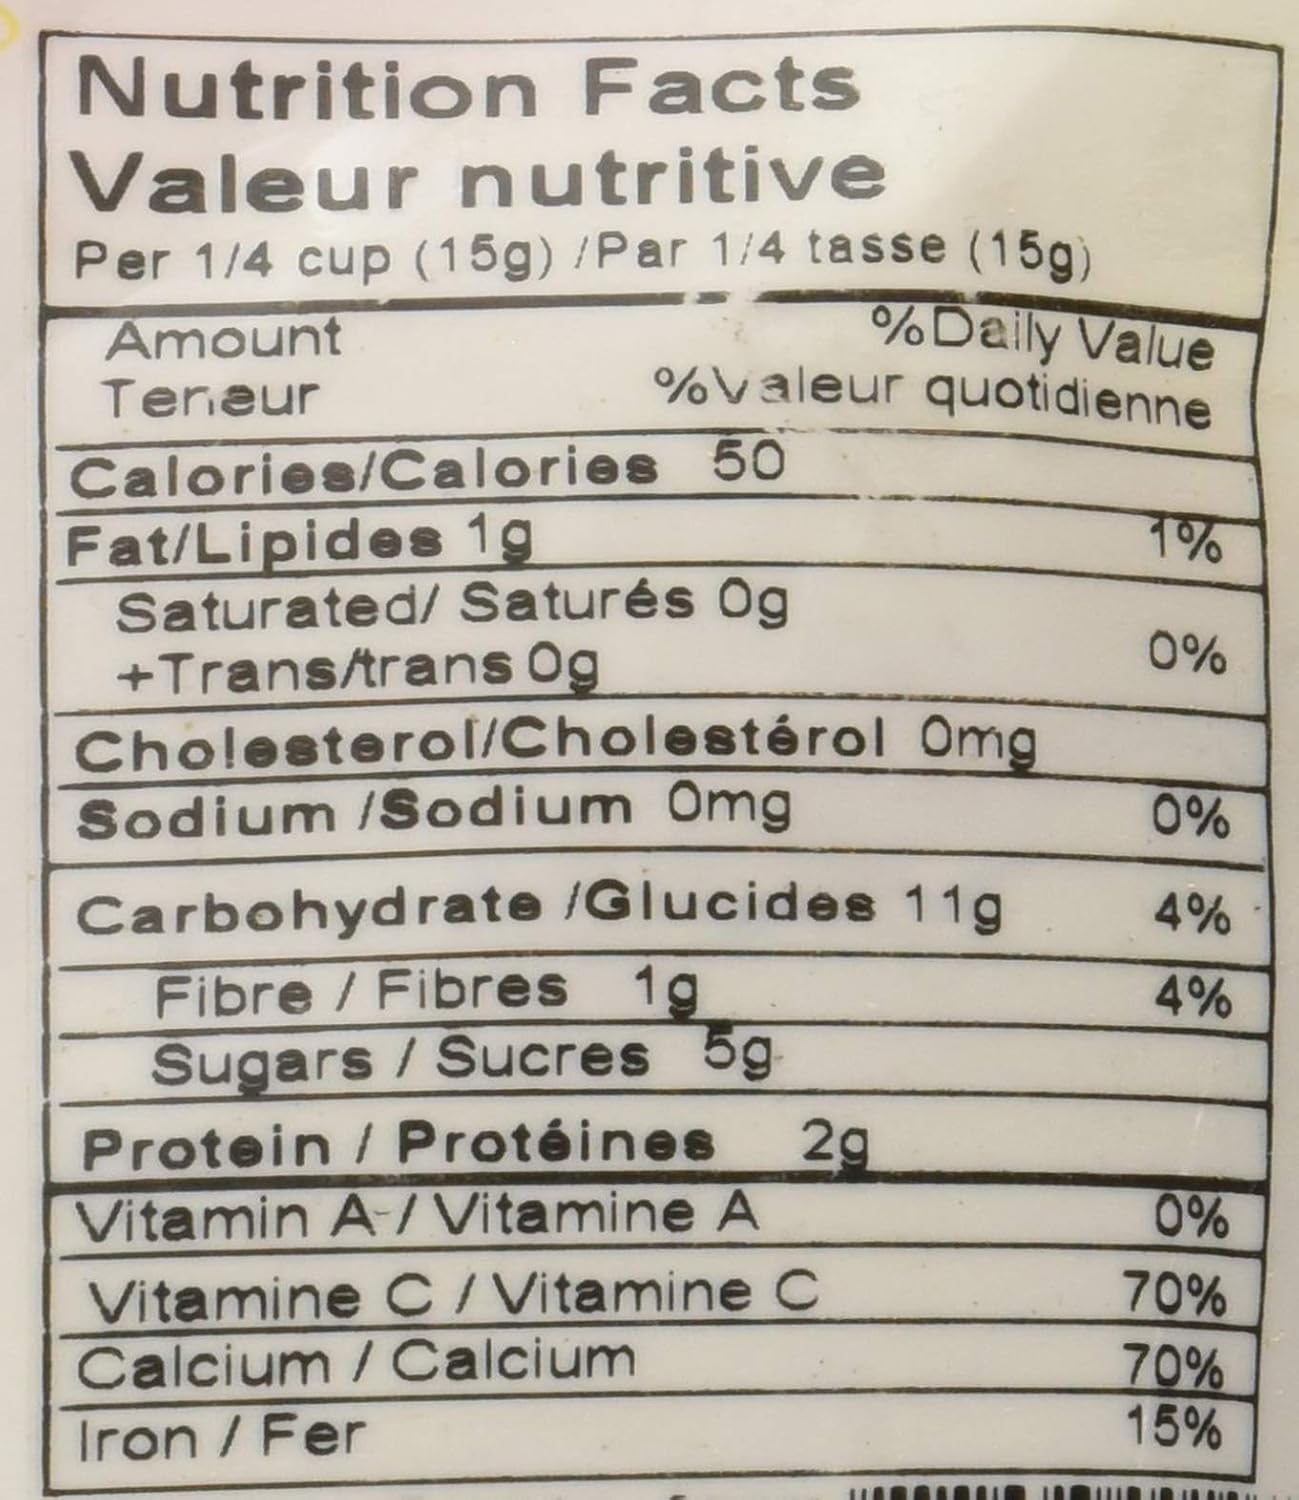 Nutrition Facts
Valeur nutritive
Per 1/4 cup (15g) /Par 1/4 tasse (15g)
Amount %Daily Value
Teneur %Valeur quotidienne
Calories/Calories 50
Fat/Lipides 1g 1%
Saturated/ Saturés 0g
+Trans/trans 0g 0%
Cholesterol/Cholestérol 0mg
Sodium /Sodium 0mg 0%
Carbohydrate /Glucides 11g 4%
Fibre / Fibres 1g 4%
Sugars / Sucres 5g
Protein / Protéines 2g
Vitamin A / Vitamine A 0%
Vitamine C / Vitamine C 70%
Calcium / Calcium 70%
Iron / Fer 15%